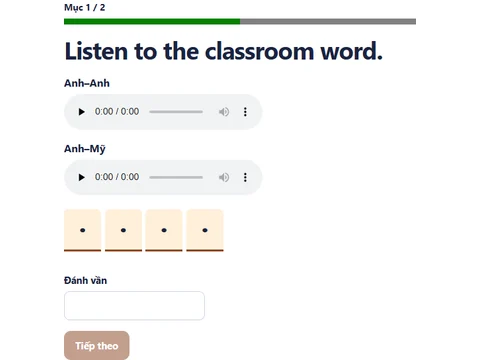 Mục 1 / 2
Listen to the classroom word.
Anh–Anh
0:00 / 0:00
Anh–Mỹ
0:00 / 0:00
• • • •
Đánh vần
Tiếp theo